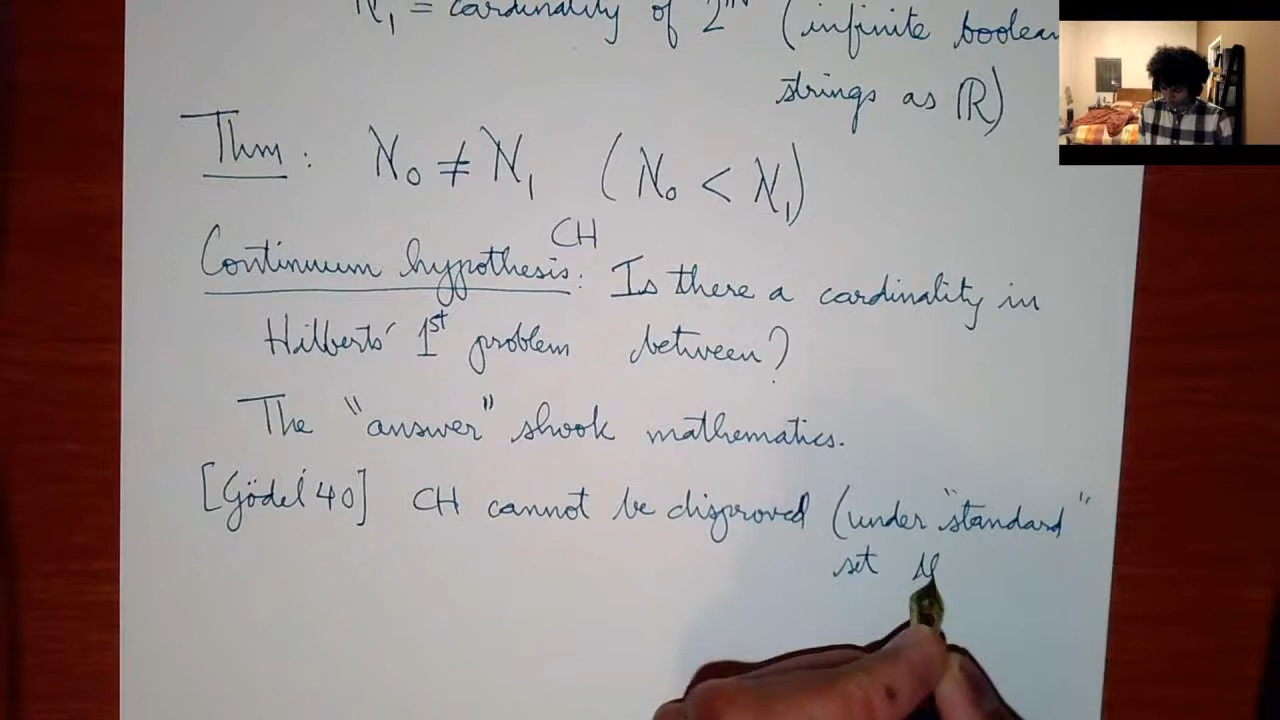 ℵ₁ = cardinality of 2^ℕ (infinite boolean
strings as ℝ)
Thm: ℵ₀ ≠ ℵ₁ (ℵ₀ < ℵ₁)
CH
Continuum hypothesis: Is there a cardinality in
Hilberts' 1st problem between?
The "answer" shook mathematics.
[Gödel'40] CH cannot be disproved (under "standard"
set